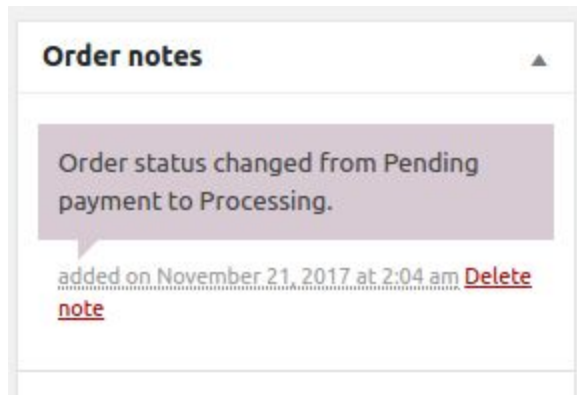 Order notes
Order status changed from Pending
payment to Processing.
added on November 21, 2017 at 2:04 am Delete
note